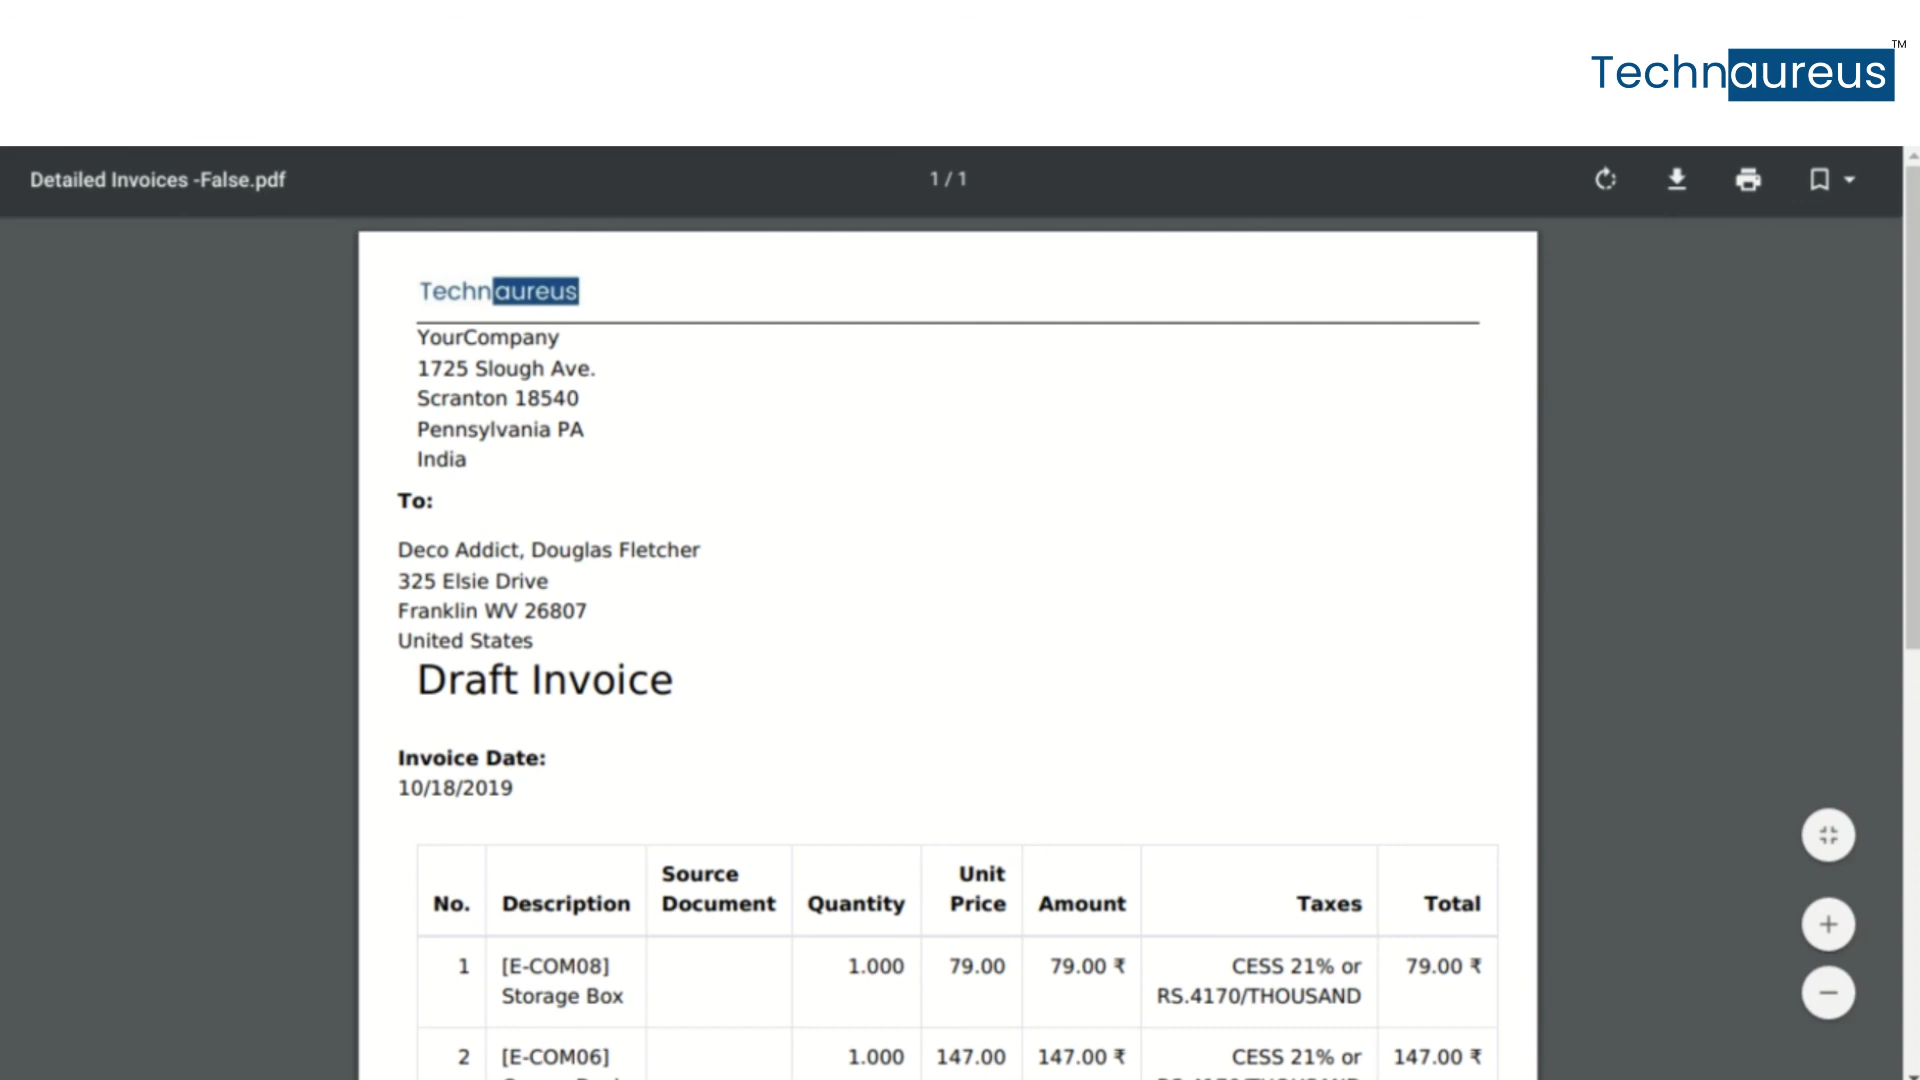 Technaureus™
Detailed Invoices -False.pdf
1 / 1
Technaureus
YourCompany
1725 Slough Ave.
Scranton 18540
Pennsylvania PA
India
To:
Deco Addict, Douglas Fletcher
325 Elsie Drive
Franklin WV 26807
United States
Draft Invoice
Invoice Date:
10/18/2019
No. Description Source Document Quantity Unit Price Amount Taxes Total
1 [E-COM08] 1.000 79.00 79.00 ₹ CESS 21% or 79.00 ₹
Storage Box RS.4170/THOUSAND
2 [E-COM06] 1.000 147.00 147.00 ₹ CESS 21% or 147.00 ₹